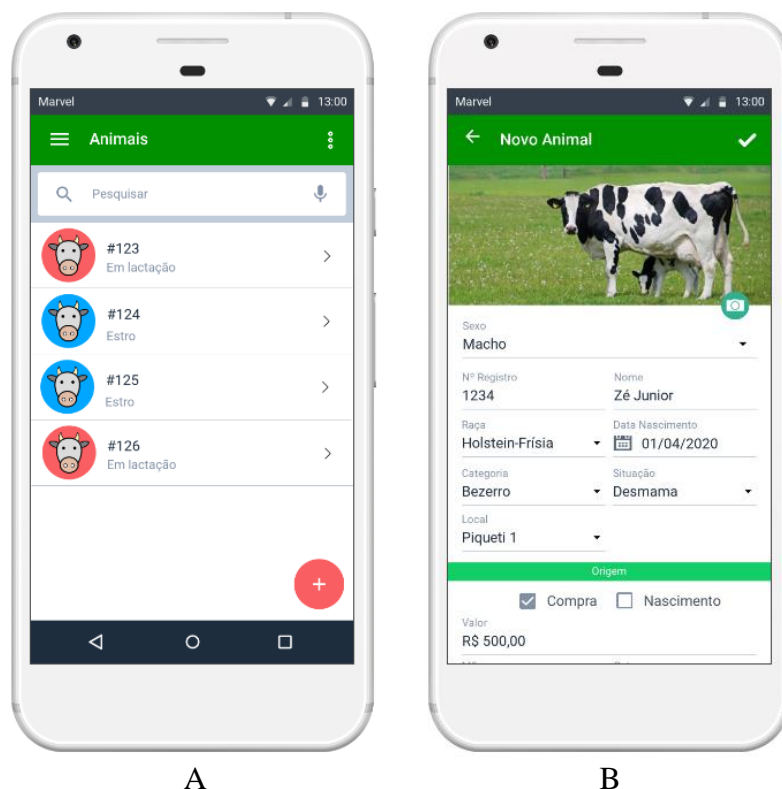 Marvel 13:00
Animais
Pesquisar
#123
Em lactação
#124
Estro
#125
Estro
#126
Em lactação
+
A
Marvel 13:00
Novo Animal
Sexo
Macho
Nº Registro Nome
1234 Zé Junior
Raça Data Nascimento
Holstein-Frísia 01/04/2020
Categoria Situação
Bezerro Desmama
Local
Piqueti 1
Origem
Compra Nascimento
Valor
R$ 500,00
B